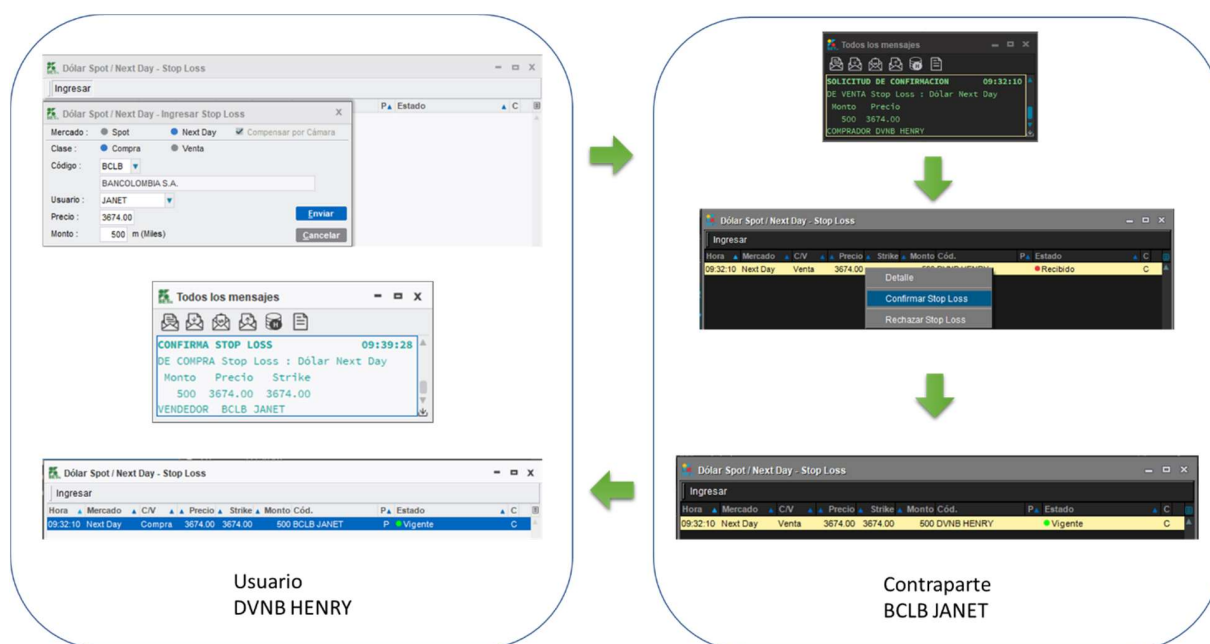 Dólar Spot / Next Day - Stop Loss
Ingresar
P Estado C
Dólar Spot / Next Day - Ingresar Stop Loss X
Mercado : Spot Next Day Compensar por Cámara
Clase : Compra Venta
Código : BCLB
BANCOLOMBIA S.A.
Usuario : JANET
Precio : 3674.00 Enviar
Monto : 500 m (Miles) Cancelar
Todos los mensajes
CONFIRMA STOP LOSS 09:39:28
DE COMPRA Stop Loss : Dólar Next Day
Monto Precio Strike
500 3674.00 3674.00
VENDEDOR BCLB JANET
Dólar Spot / Next Day - Stop Loss
Ingresar
Hora Mercado C/V Precio Strike Monto Cód. P Estado C
09:32:10 Next Day Compra 3674.00 3674.00 500 BCLB JANET P Vigente C
Usuario
DVNB HENRY
Todos los mensajes
SOLICITUD DE CONFIRMACION 09:32:10
DE VENTA Stop Loss : Dólar Next Day
Monto Precio
500 3674.00
COMPRADOR DVNB HENRY
Dólar Spot / Next Day - Stop Loss
Ingresar
Hora Mercado C/V Precio Strike Monto Cód. P Estado C
09:32:10 Next Day Venta 3674.00 Recibido C
Detalle
Confirmar Stop Loss
Rechazar Stop Loss
Dólar Spot / Next Day - Stop Loss
Ingresar
Hora Mercado C/V Precio Strike Monto Cód. P Estado C
09:32:10 Next Day Venta 3674.00 3674.00 500 DVNB HENRY Vigente C
Contraparte
BCLB JANET